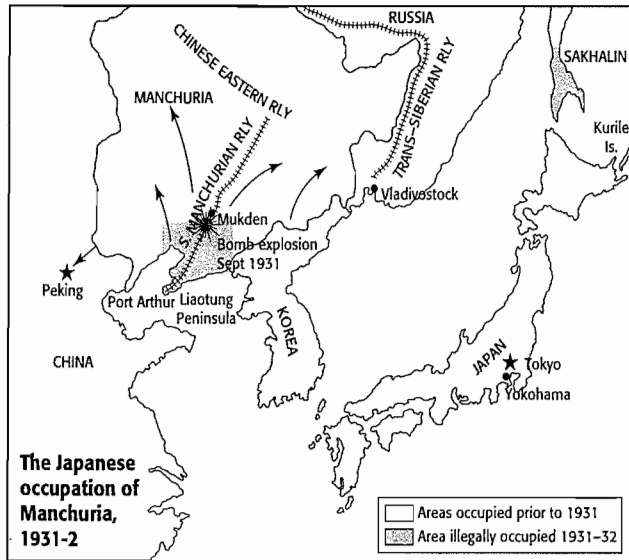 RUSSIA
CHINESE EASTERN RLY
SAKHALIN
MANCHURIA
TRANS-SIBERIAN RLY
Kurile
Is.
S. MANCHURIAN RLY
Vladivostock
Mukden
Bomb explosion
Sept 1931
Peking
Port Arthur
Liaotung
Peninsula
KOREA
CHINA
JAPAN
Tokyo
Yokohama
The Japanese
occupation of
Manchuria,
1931-2
Areas occupied prior to 1931
Area illegally occupied 1931-32